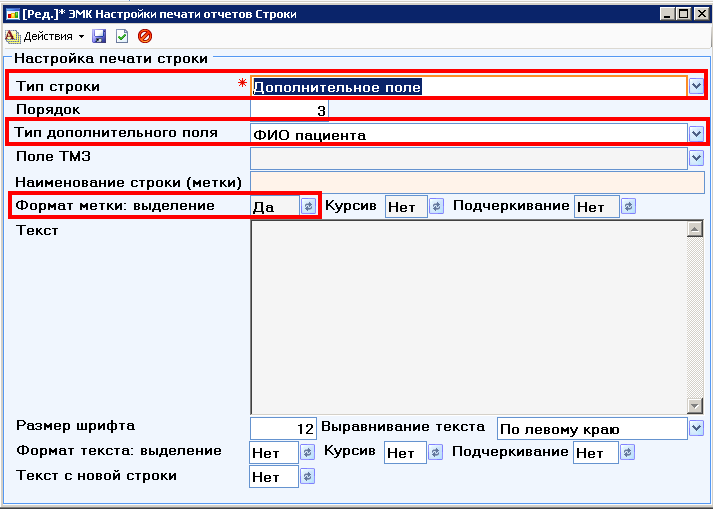 [Ред.]* ЭМК Настройки печати отчетов Строки
Действия
Настройка печати строки
Тип строки * Дополнительное поле
Порядок 3
Тип дополнительного поля ФИО пациента
Поле ТМЗ
Наименование строки (метки)
Формат метки: выделение Да Курсив Нет Подчеркивание Нет
Текст
Размер шрифта 12 Выравнивание текста По левому краю
Формат текста: выделение Нет Курсив Нет Подчеркивание Нет
Текст с новой строки Нет